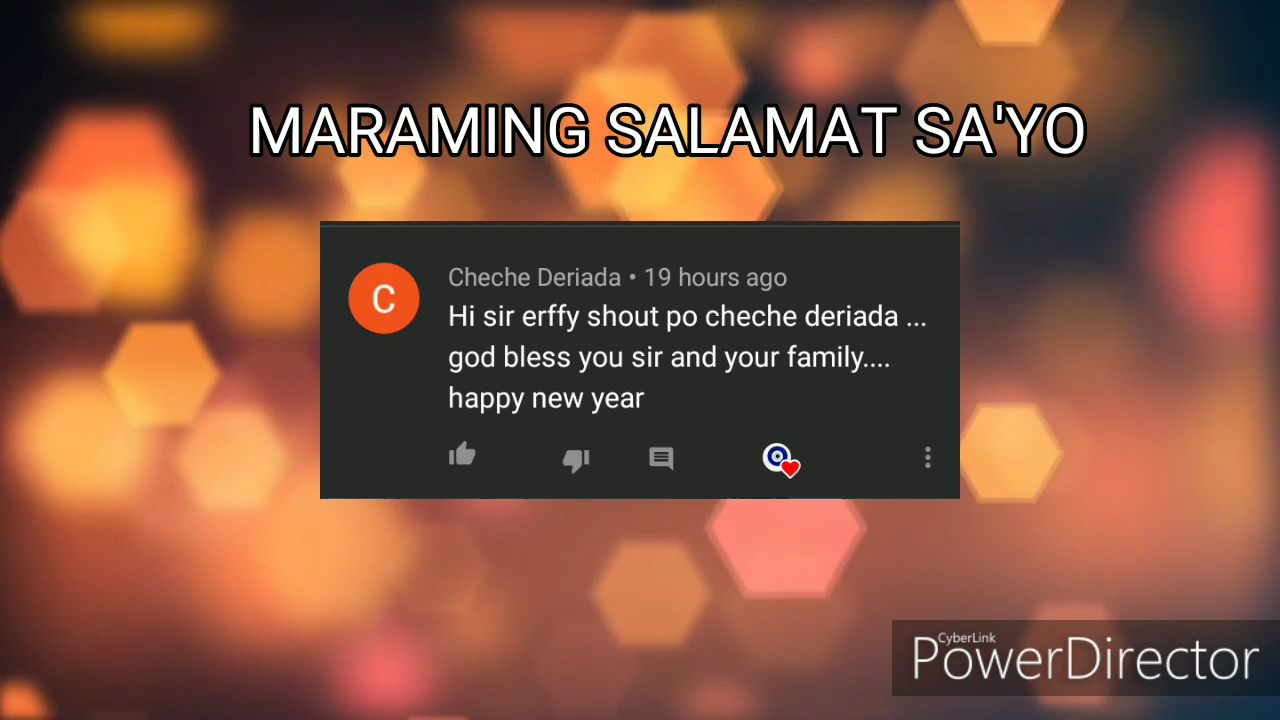 MARAMING SALAMAT SA'YO
C
Cheche Deriada • 19 hours ago
Hi sir erffy shout po cheche deriada ...
god bless you sir and your family....
happy new year
CyberLink
PowerDirector